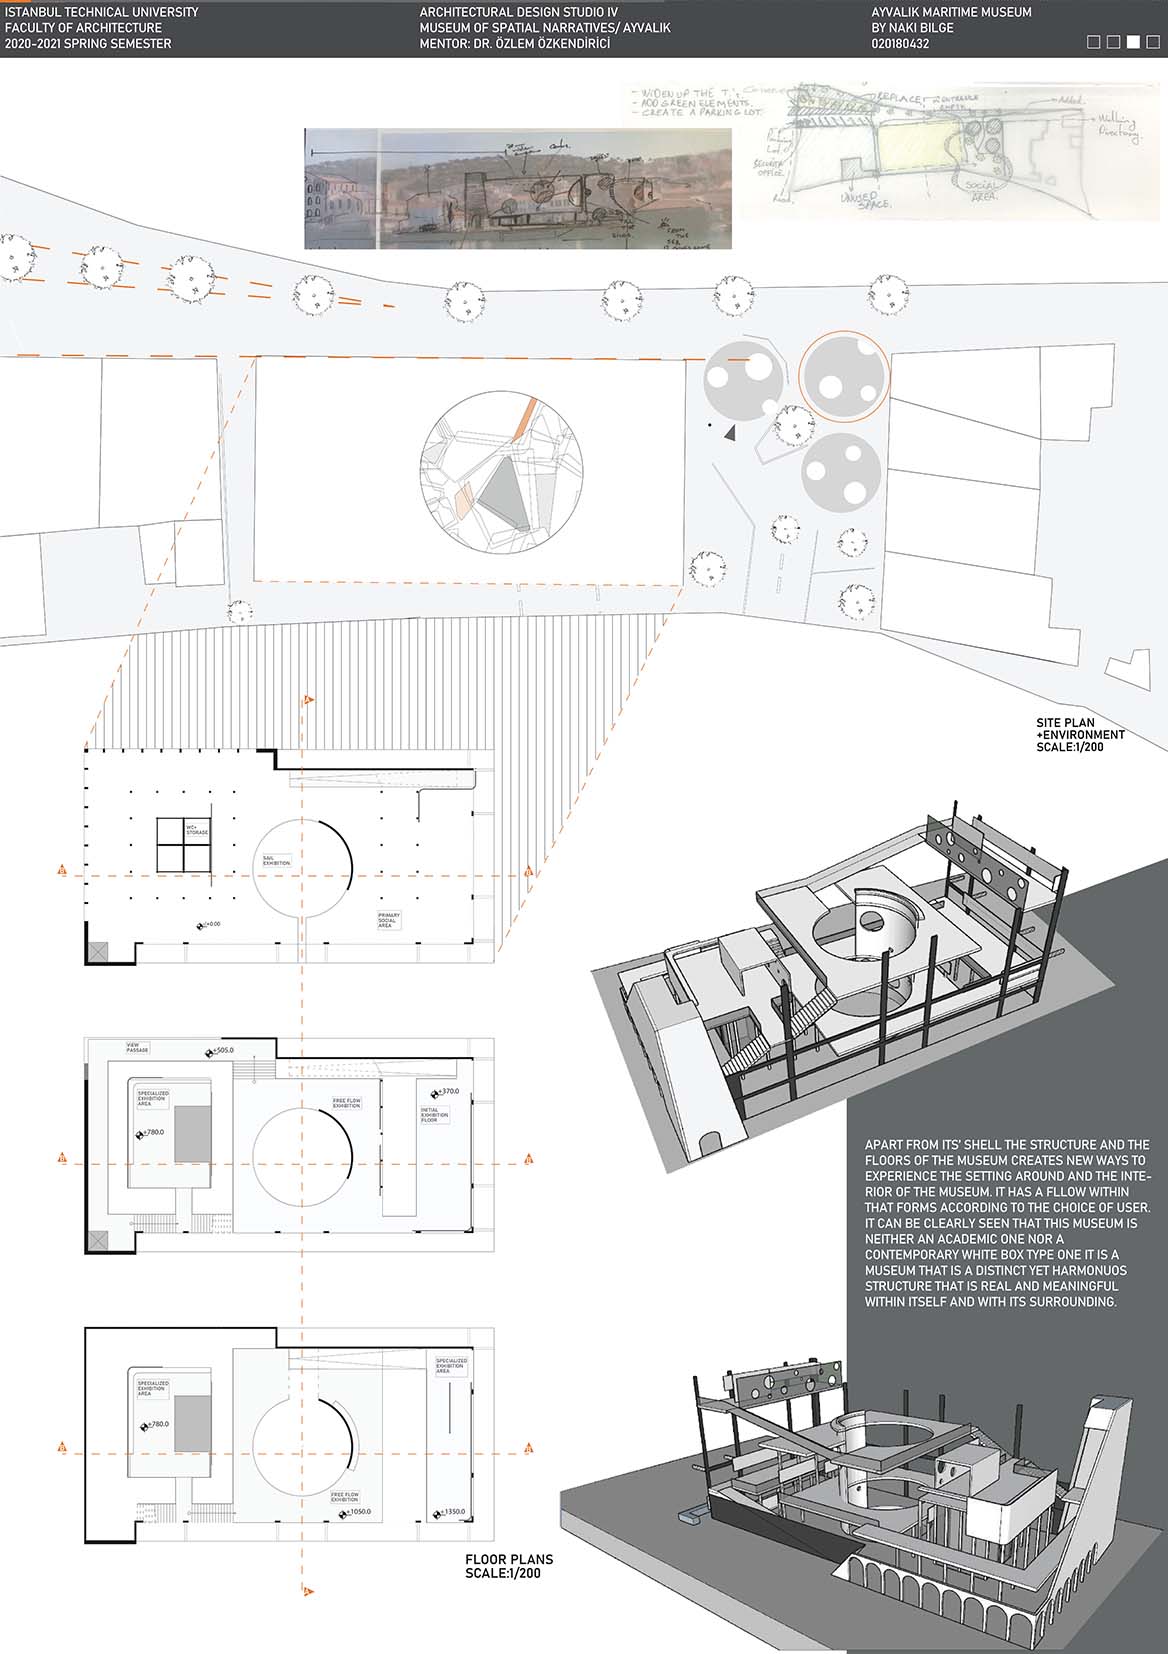 ISTANBUL TECHNICAL UNIVERSITY
FACULTY OF ARCHITECTURE
2020-2021 SPRING SEMESTER
ARCHITECTURAL DESIGN STUDIO IV
MUSEUM OF SPATIAL NARRATIVES/ AYVALIK
MENTOR: DR. ÖZLEM ÖZKENDİRİCİ
AYVALIK MARITIME MUSEUM
BY NAKI BILGE
020180432
- WIDEN UP THE
- ADD GREEN ELEMENTS.
- CREATE A PARKING LOT.
REPLACE
Added.
Walking
Directory.
Parking
Lot
SECURITY
OFFICE.
Road.
UNUSED
SPACE.
SOCIAL
AREA.
FROM
THE
SEA
SITE PLAN
+ENVIRONMENT
SCALE:1/200
A
WC+
STORAGE
SAIL
EXHIBITION
B
B
PRIMARY
SOCIAL
AREA
+0.00
VIEW
PASSAGE
+505.0
SPECIALIZED
EXHIBITION
AREA
FREE FLOW
EXHIBITION
+370.0
INITIAL
EXHIBITION
FLOOR
+780.0
B
B
SPECIALIZED
EXHIBITION
AREA
SPECIALIZED
EXHIBITION
AREA
+780.0
B
B
FREE FLOW
EXHIBITION
+1050.0
+1350.0
FLOOR PLANS
SCALE:1/200
A
APART FROM ITS' SHELL THE STRUCTURE AND THE
FLOORS OF THE MUSEUM CREATES NEW WAYS TO
EXPERIENCE THE SETTING AROUND AND THE INTE-
RIOR OF THE MUSEUM. IT HAS A FLLOW WITHIN
THAT FORMS ACCORDING TO THE CHOICE OF USER.
IT CAN BE CLEARLY SEEN THAT THIS MUSEUM IS
NEITHER AN ACADEMIC ONE NOR A
CONTEMPORARY WHITE BOX TYPE ONE IT IS A
MUSEUM THAT IS A DISTINCT YET HARMONUOS
STRUCTURE THAT IS REAL AND MEANINGFUL
WITHIN ITSELF AND WITH ITS SURROUNDING.